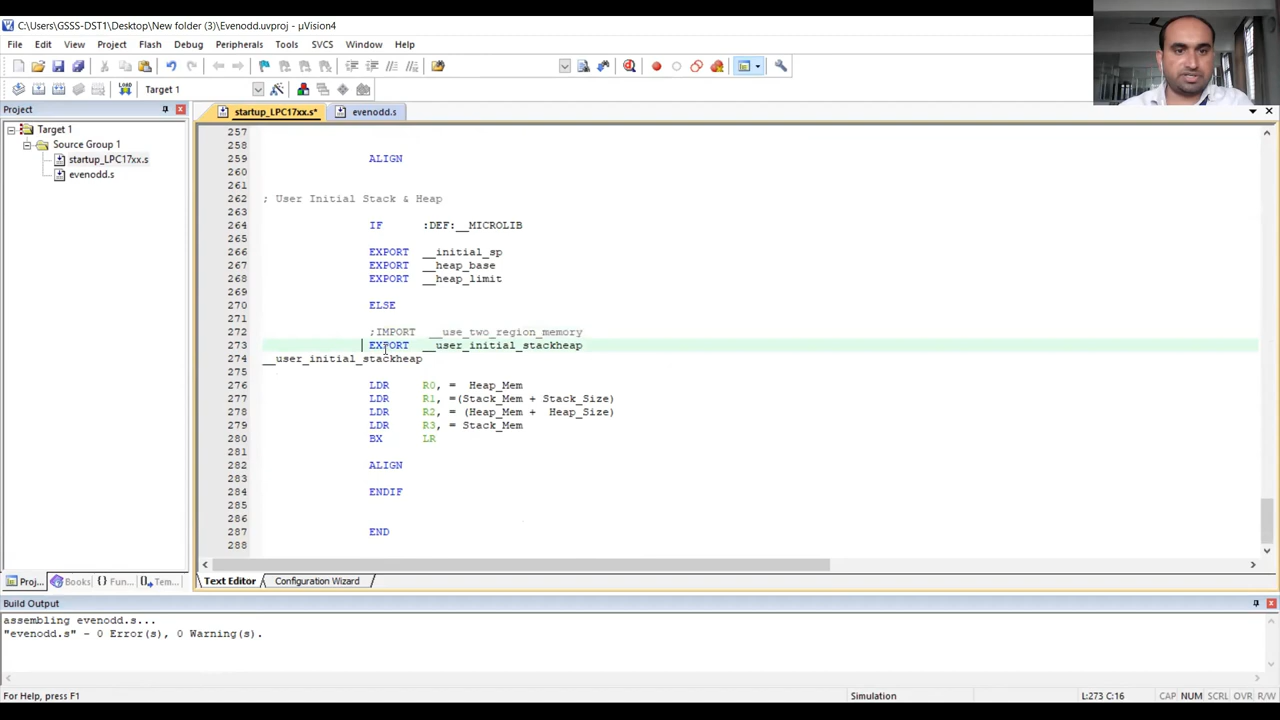 C:\Users\GSSS-DST1\Desktop\New folder (3)\Evenodd.uvproj - µVision4
File Edit View Project Flash Debug Peripherals Tools SVCS Window Help
LOAD Target 1
Project
startup_LPC17xx.s* evenodd.s
Target 1
Source Group 1
startup_LPC17xx.s
evenodd.s
257
258
259 ALIGN
260
261
262 ; User Initial Stack & Heap
263
264 IF :DEF:__MICROLIB
265
266 EXPORT __initial_sp
267 EXPORT __heap_base
268 EXPORT __heap_limit
269
270 ELSE
271
272 ;IMPORT __use_two_region_memory
273 EXPORT __user_initial_stackheap
274 __user_initial_stackheap
275
276 LDR R0, = Heap_Mem
277 LDR R1, =(Stack_Mem + Stack_Size)
278 LDR R2, = (Heap_Mem + Heap_Size)
279 LDR R3, = Stack_Mem
280 BX LR
281
282 ALIGN
283
284 ENDIF
285
286
287 END
288
Proj... Books {} Fun... Tem...
Text Editor Configuration Wizard
Build Output
assembling evenodd.s...
"evenodd.s" - 0 Error(s), 0 Warning(s).
For Help, press F1 Simulation L:273 C:16 CAP NUM SCRL OVR R/W